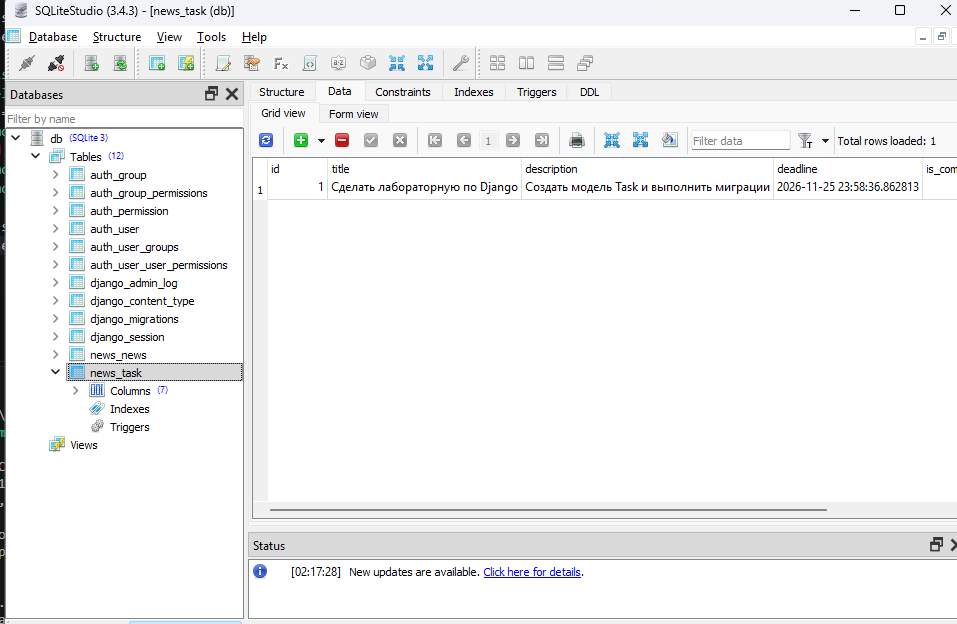 SQLiteStudio (3.4.3) - [news_task (db)]
Database Structure View Tools Help
Databases
Filter by name
db (SQLite 3)
Tables (12)
auth_group
auth_group_permissions
auth_permission
auth_user
auth_user_groups
auth_user_user_permissions
django_admin_log
django_content_type
django_migrations
django_session
news_news
news_task
Columns (7)
Indexes
Triggers
Views
Structure Data Constraints Indexes Triggers DDL
Grid view Form view
1 Filter data Total rows loaded: 1
id title description deadline is_com
1 1 Сделать лабораторную по Django Создать модель Task и выполнить миграции 2026-11-25 23:58:36.862813
Status
[02:17:28] New updates are available. Click here for details.